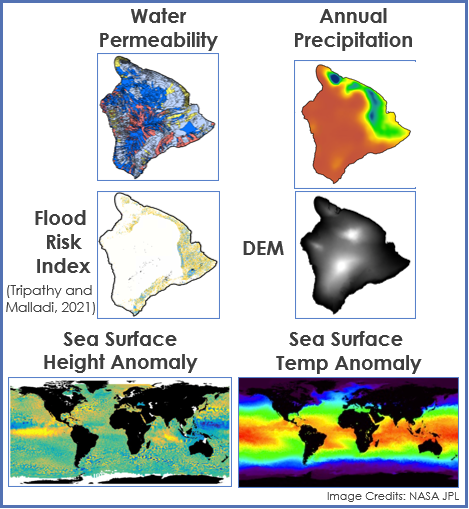 Water
Permeability
Annual
Precipitation
Flood
Risk
Index
(Tripathy and
Malladi, 2021)
DEM
Sea Surface
Height Anomaly
Sea Surface
Temp Anomaly
Image Credits: NASA JPL